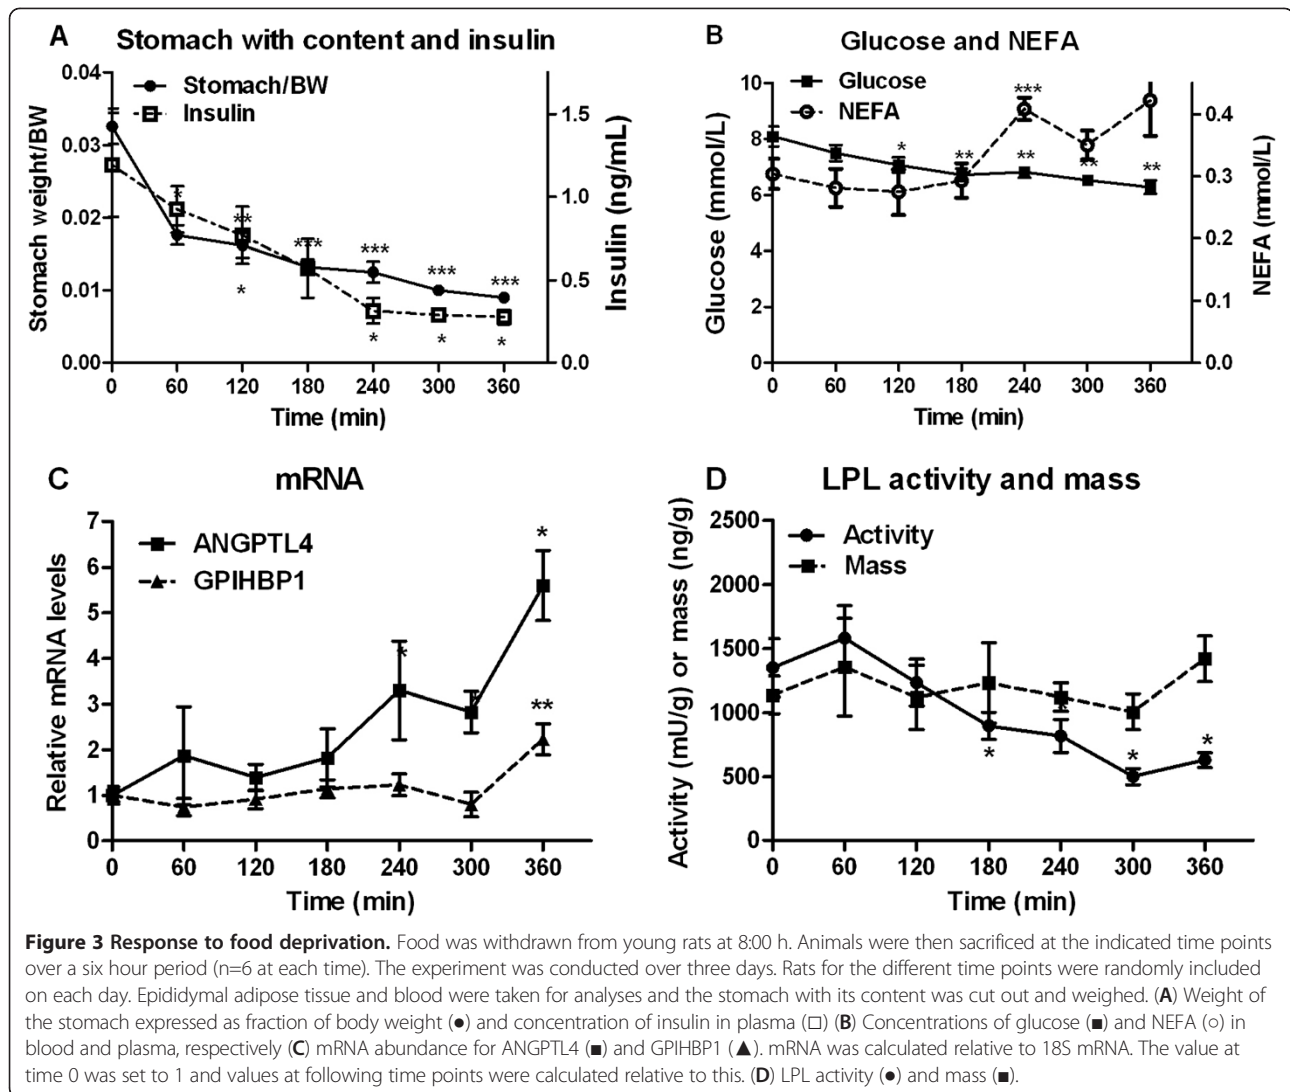 A Stomach with content and insulin
Stomach/BW
Insulin
0.04
0.03
0.02
0.01
0.00
Stomach weight/BW
1.5
1.0
0.5
0.0
Insulin (ng/mL)
*
**
***
***
***
***
*
*
*
*
0 60 120 180 240 300 360
Time (min)
B Glucose and NEFA
Glucose
NEFA
10
8
6
4
2
0
Glucose (mmol/L)
0.4
0.3
0.2
0.1
0.0
NEFA (mmol/L)
***
*
**
**
**
**
0 60 120 180 240 300 360
Time (min)
C mRNA
ANGPTL4
GPIHBP1
7
6
5
4
3
2
1
0
Relative mRNA levels
*
*
*
**
0 60 120 180 240 300 360
Time (min)
D LPL activity and mass
Activity
Mass
2500
2000
1500
1000
500
0
Activity (mU/g) or mass (ng/g)
*
*
*
*
0 60 120 180 240 300 360
Time (min)
Figure 3 Response to food deprivation. Food was withdrawn from young rats at 8:00 h. Animals were then sacrificed at the indicated time points
over a six hour period (n=6 at each time). The experiment was conducted over three days. Rats for the different time points were randomly included
on each day. Epididymal adipose tissue and blood were taken for analyses and the stomach with its content was cut out and weighed. (A) Weight of
the stomach expressed as fraction of body weight (●) and concentration of insulin in plasma (□) (B) Concentrations of glucose (■) and NEFA (○) in
blood and plasma, respectively (C) mRNA abundance for ANGPTL4 (■) and GPIHBP1 (▲). mRNA was calculated relative to 18S mRNA. The value at
time 0 was set to 1 and values at following time points were calculated relative to this. (D) LPL activity (●) and mass (■).